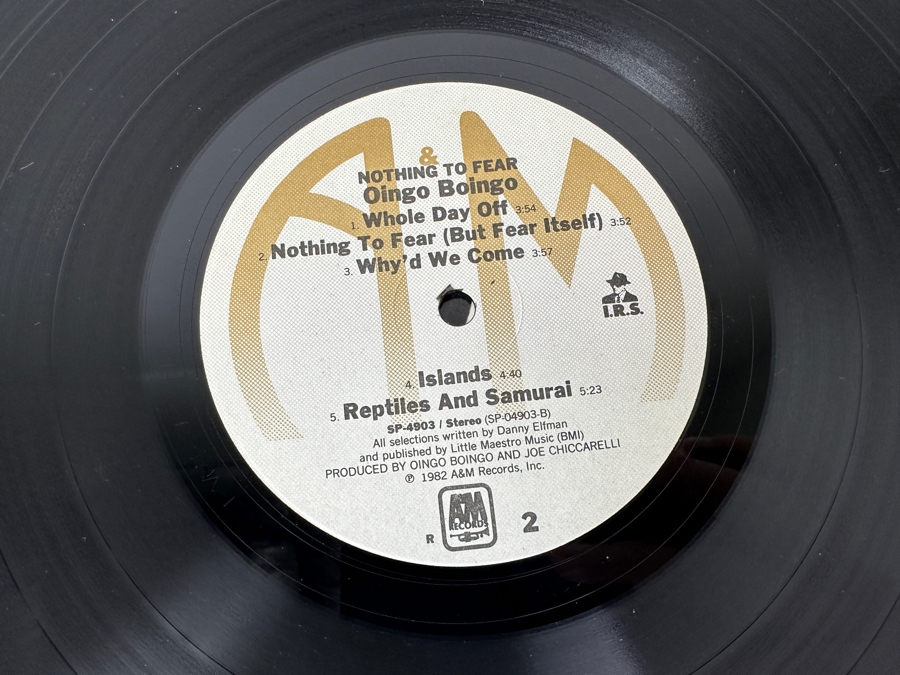 A&M
NOTHING TO FEAR
Oingo Boingo
1. Whole Day Off 3:54
2. Nothing To Fear (But Fear Itself) 3:52
3. Why'd We Come 3:57
I.R.S.
4. Islands 4:40
5. Reptiles And Samurai 5:23
SP-4903 / Stereo (SP-04903-B)
All selections written by Danny Elfman
and published by Little Maestro Music (BMI)
PRODUCED BY OINGO BOINGO AND JOE CHICCARELLI
℗ 1982 A&M Records, Inc.
A&M
RECORDS
R 2